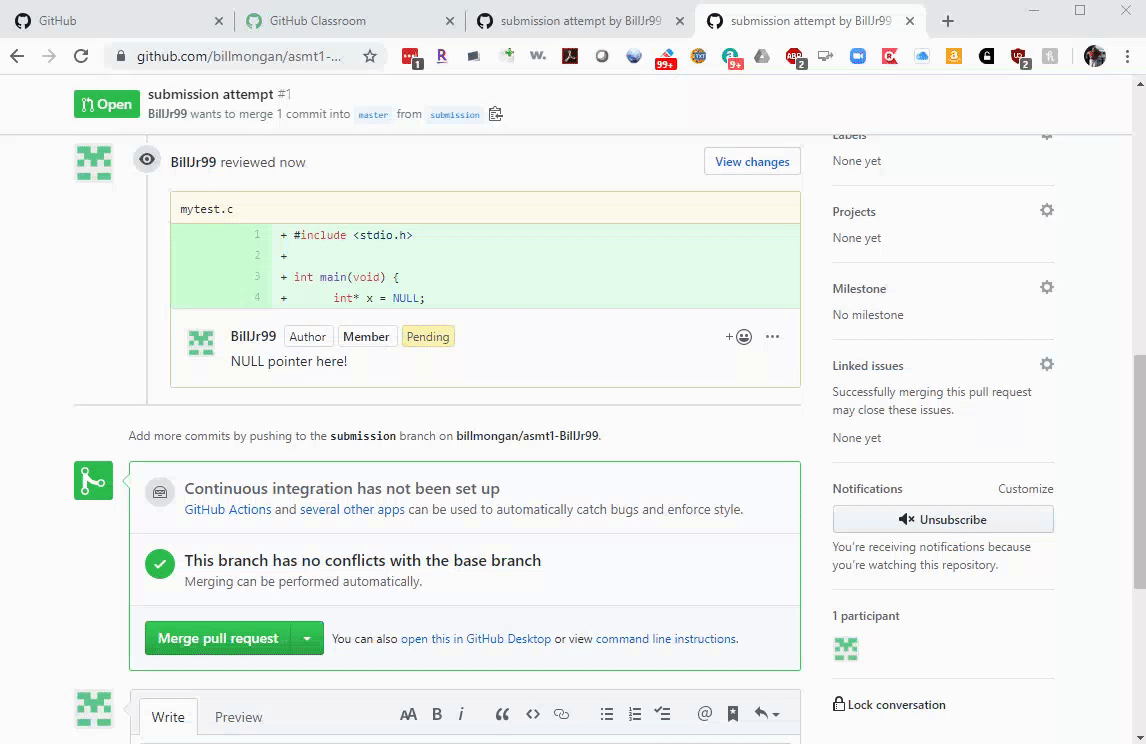 GitHub
GitHub Classroom
submission attempt by BillJr99
submission attempt by BillJr99
github.com/billmongan/asmt1-...
1
R
W.
99+
9+
ABP
2
2
Open
submission attempt #1
BillJr99 wants to merge 1 commit into master from submission
BillJr99 reviewed now
View changes
mytest.c
1 + #include <stdio.h>
2 +
3 + int main(void) {
4 + int* x = NULL;
BillJr99 Author Member Pending
NULL pointer here!
Add more commits by pushing to the submission branch on billmongan/asmt1-BillJr99.
Continuous integration has not been set up
GitHub Actions and several other apps can be used to automatically catch bugs and enforce style.
This branch has no conflicts with the base branch
Merging can be performed automatically.
Merge pull request
You can also open this in GitHub Desktop or view command line instructions.
Write
Preview
AA B i
Labels
None yet
Projects
None yet
Milestone
No milestone
Linked issues
Successfully merging this pull request
may close these issues.
None yet
Notifications
Customize
Unsubscribe
You're receiving notifications because
you're watching this repository.
1 participant
Lock conversation